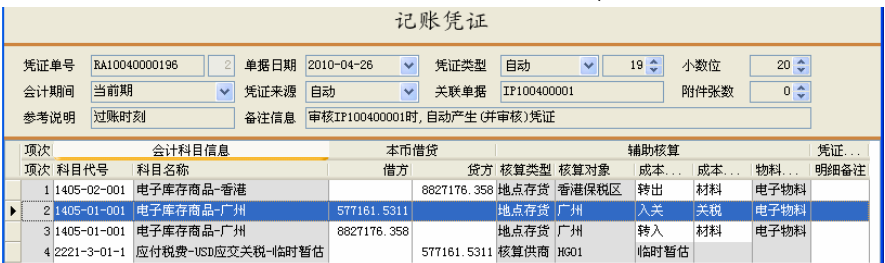 记账凭证
凭证单号 RA10040000196 2 单据日期 2010-04-26 凭证类型 自动 19 小数位 20
会计期间 当前期 凭证来源 自动 关联单据 IP100400001 附件张数 0
参考说明 过账时刻 备注信息 审核IP100400001时,自动产生(并审核)凭证
项次 会计科目信息 本币借贷 辅助核算 凭证...
项次 科目代号 科目名称 借方 贷方 核算类型 核算对象 成本... 成本... 物料... 明细备注
1 1405-02-001 电子库存商品-香港 8827176.358 地点存货 香港保税区 转出 材料 电子物料
2 1405-01-001 电子库存商品-广州 577161.5311 地点存货 广州 入关 关税 电子物料
3 1405-01-001 电子库存商品-广州 8827176.358 地点存货 广州 转入 材料 电子物料
4 2221-3-01-1 应付税费-USD应交关税-临时暂估 577161.5311 核算供商 HG01 临时暂估